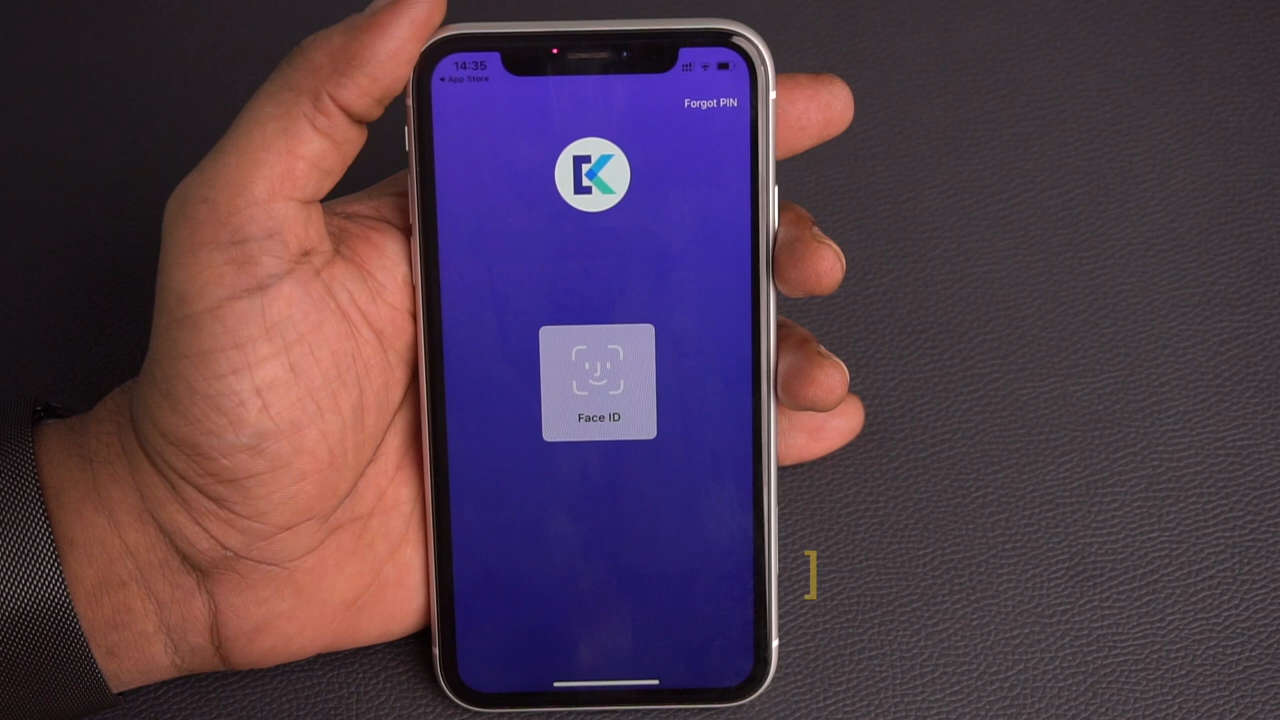 14:35
◀ App Store
Forgot PIN
Face ID
]